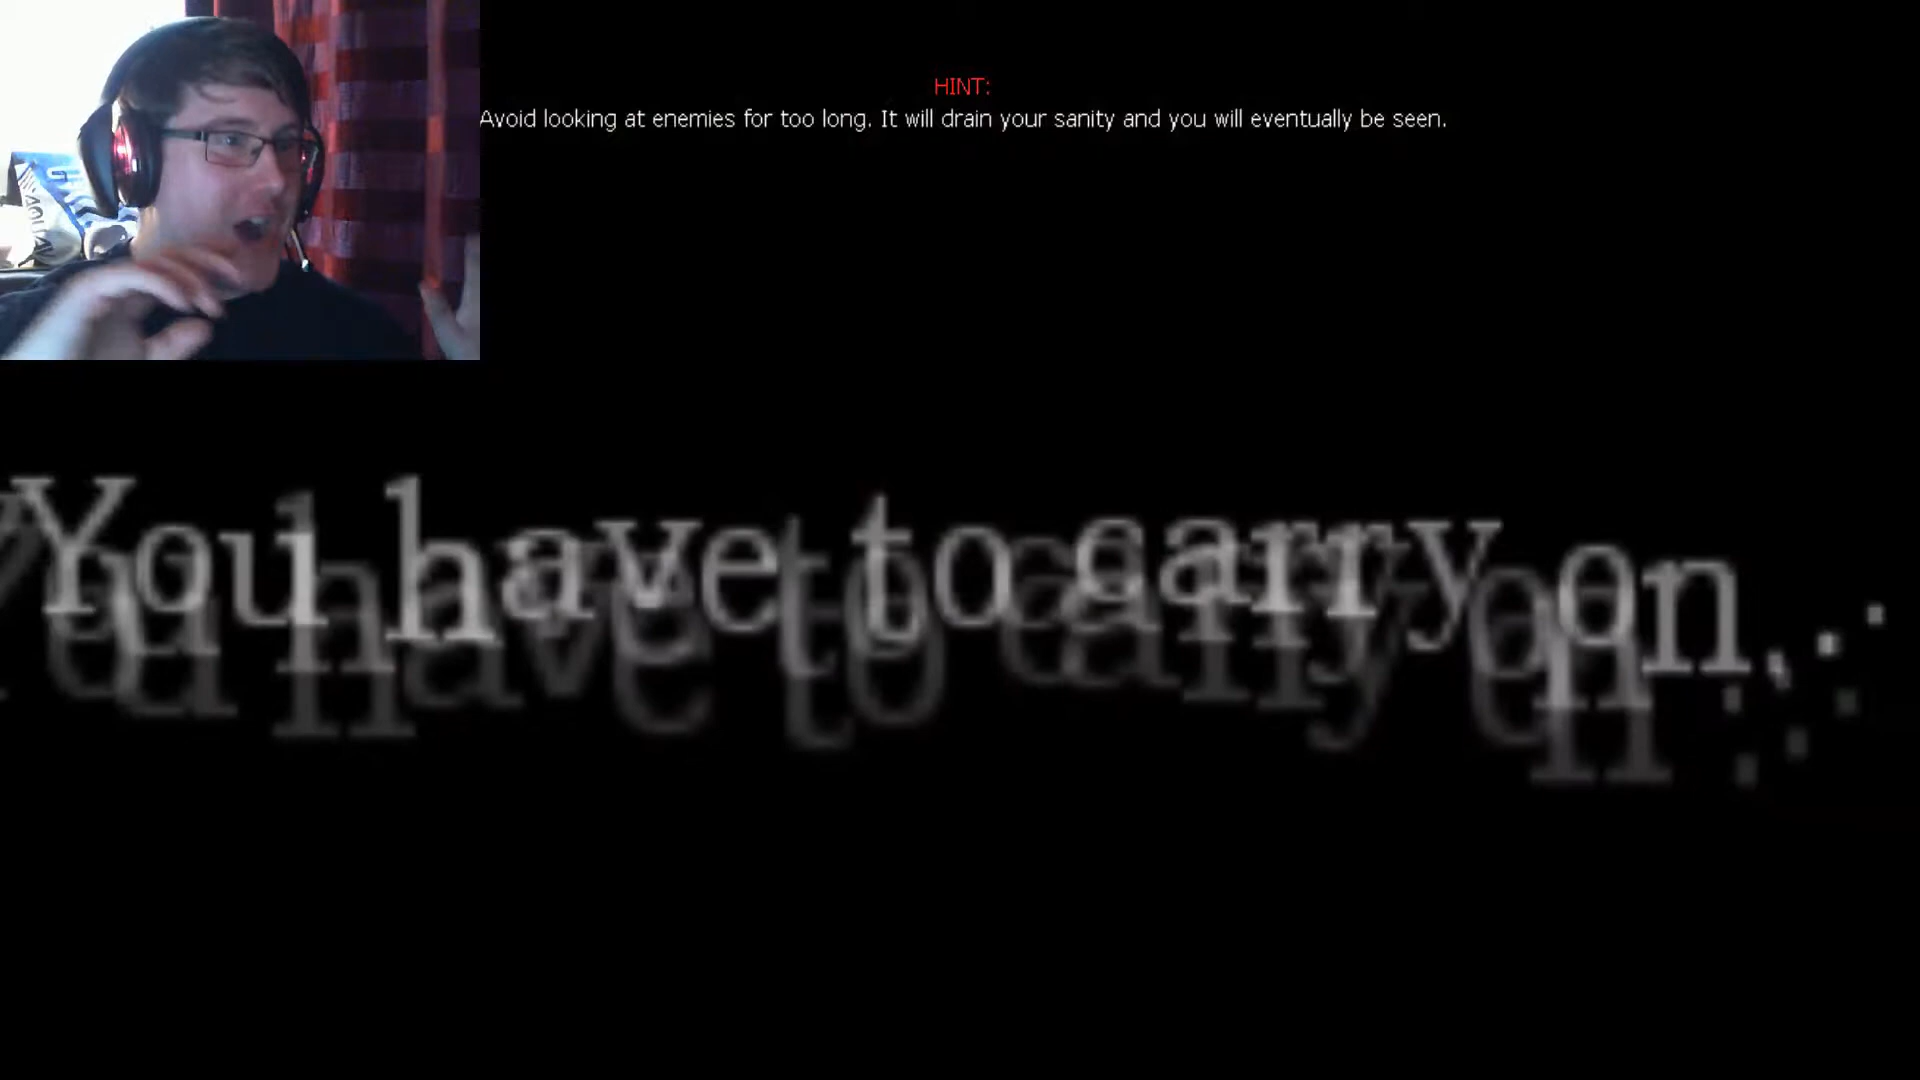 HINT:
Avoid looking at enemies for too long. It will drain your sanity and you will eventually be seen.
You have to carry on...